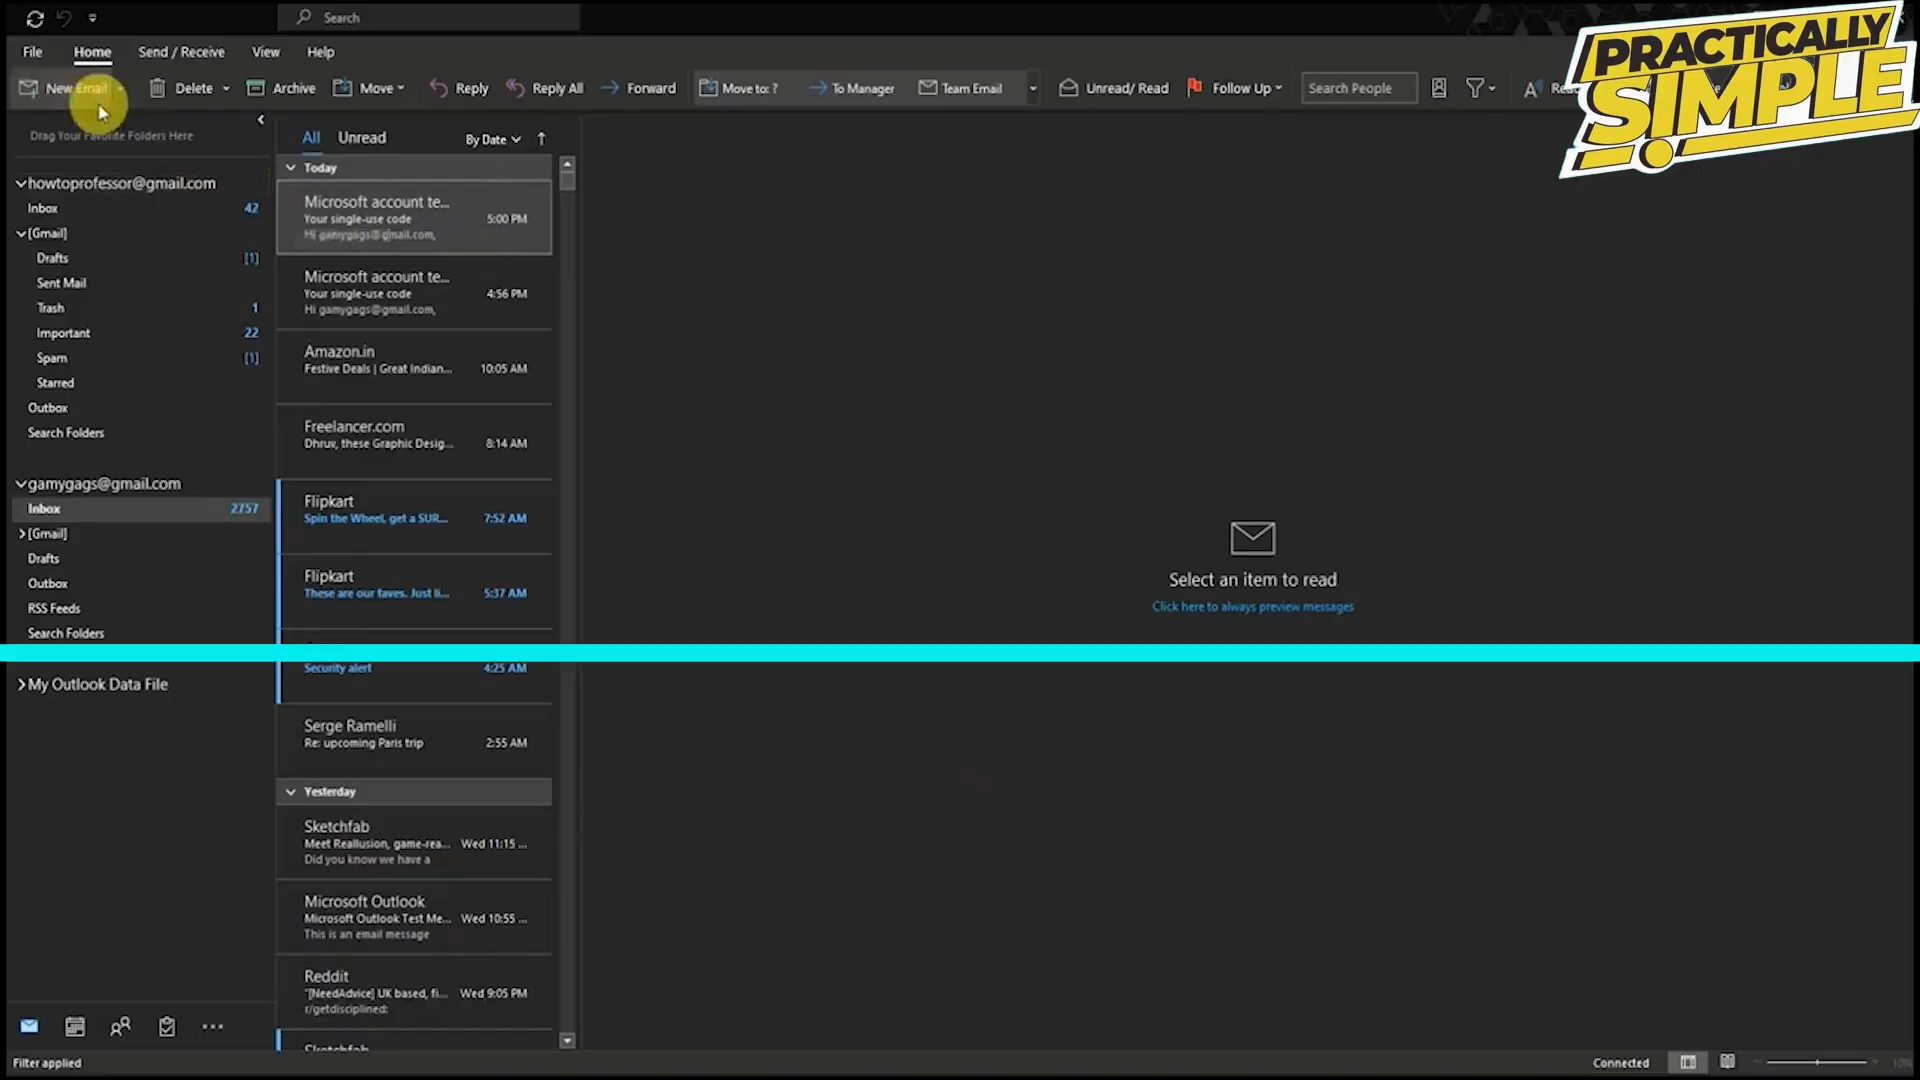 Search
PRACTICALLY
SIMPLE
File Home Send / Receive View Help
New Email Delete Archive Move Reply Reply All Forward Move to: ? To Manager Team Email Unread/ Read Follow Up Search People
Drag Your Favorite Folders Here
All Unread By Date
Today
howtoprofessor@gmail.com
Inbox 42
[Gmail]
Drafts [1]
Sent Mail
Trash 1
Important 22
Spam [1]
Starred
Outbox
Search Folders
gamygags@gmail.com
Inbox 2757
[Gmail]
Drafts
Outbox
RSS Feeds
Search Folders
My Outlook Data File
Microsoft account te...
Your single-use code 5:00 PM
Hi gamygags@gmail.com,
Microsoft account te...
Your single-use code 4:56 PM
Hi gamygags@gmail.com,
Amazon.in
Festive Deals | Great Indian... 10:05 AM
Freelancer.com
Dhruv, these Graphic Desig... 8:14 AM
Flipkart
Spin the Wheel, get a SUR... 7:52 AM
Flipkart
These are our faves. Just li... 5:37 AM
Security alert 4:25 AM
Serge Ramelli
Re: upcoming Paris trip 2:55 AM
Yesterday
Sketchfab
Meet Reallusion, game-rea... Wed 11:15 ...
Did you know we have a
Microsoft Outlook
Microsoft Outlook Test Me... Wed 10:55 ...
This is an email message
Reddit
"[NeedAdvice] UK based, fi... Wed 9:05 PM
r/getdisciplined:
Sketchfab
Select an item to read
Click here to always preview messages
Filter applied
Connected